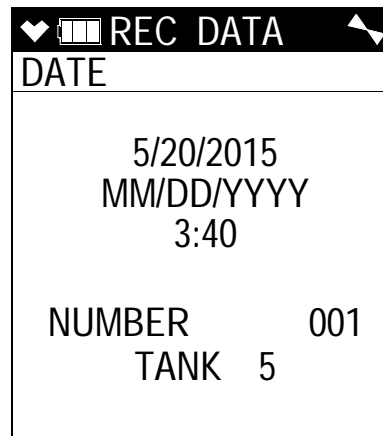 REC DATA
DATE
5/20/2015
MM/DD/YYYY
3:40
NUMBER 001
TANK 5